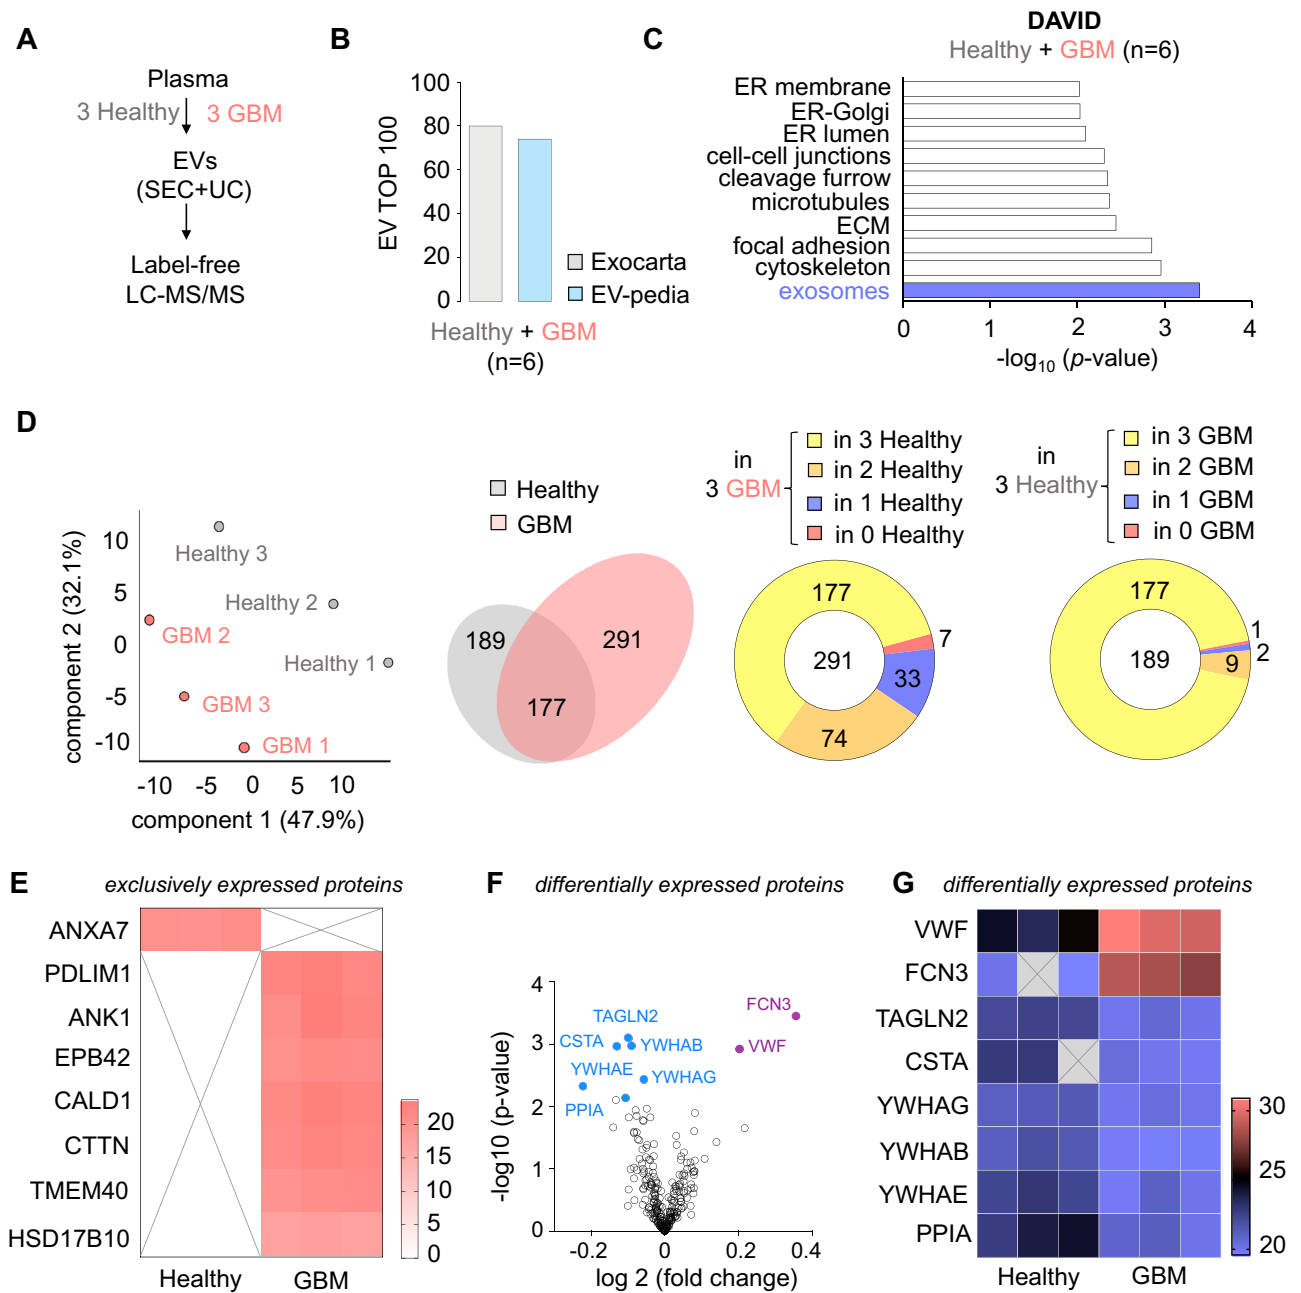 A
Plasma
3 Healthy
3 GBM
EVs
(SEC+UC)
Label-free
LC-MS/MS
B
EV TOP 100
100
80
60
40
20
0
Exocarta
EV-pedia
Healthy + GBM
(n=6)
C
DAVID
Healthy + GBM (n=6)
ER membrane
ER-Golgi
ER lumen
cell-cell junctions
cleavage furrow
microtubules
ECM
focal adhesion
cytoskeleton
exosomes
0 1 2 3 4
-log10 (p-value)
D
component 2 (32.1%)
10
5
0
-5
-10
Healthy 3
Healthy 2
GBM 2
Healthy 1
GBM 3
GBM 1
-10 -5 0 5 10
component 1 (47.9%)
Healthy
GBM
189
291
177
in
3 GBM
in 3 Healthy
in 2 Healthy
in 1 Healthy
in 0 Healthy
177
7
291
33
74
in
3 Healthy
in 3 GBM
in 2 GBM
in 1 GBM
in 0 GBM
177
1
2
189
9
E
exclusively expressed proteins
ANXA7
PDLIM1
ANK1
EPB42
CALD1
CTTN
TMEM40
HSD17B10
Healthy
GBM
20
15
10
5
0
F
differentially expressed proteins
-log10 (p-value)
4
3
2
1
0
FCN3
TAGLN2
CSTA
YWHAB
VWF
YWHAE
YWHAG
PPIA
-0.2 0 0.2 0.4
log 2 (fold change)
G
differentially expressed proteins
VWF
FCN3
TAGLN2
CSTA
YWHAG
YWHAB
YWHAE
PPIA
Healthy
GBM
30
25
20